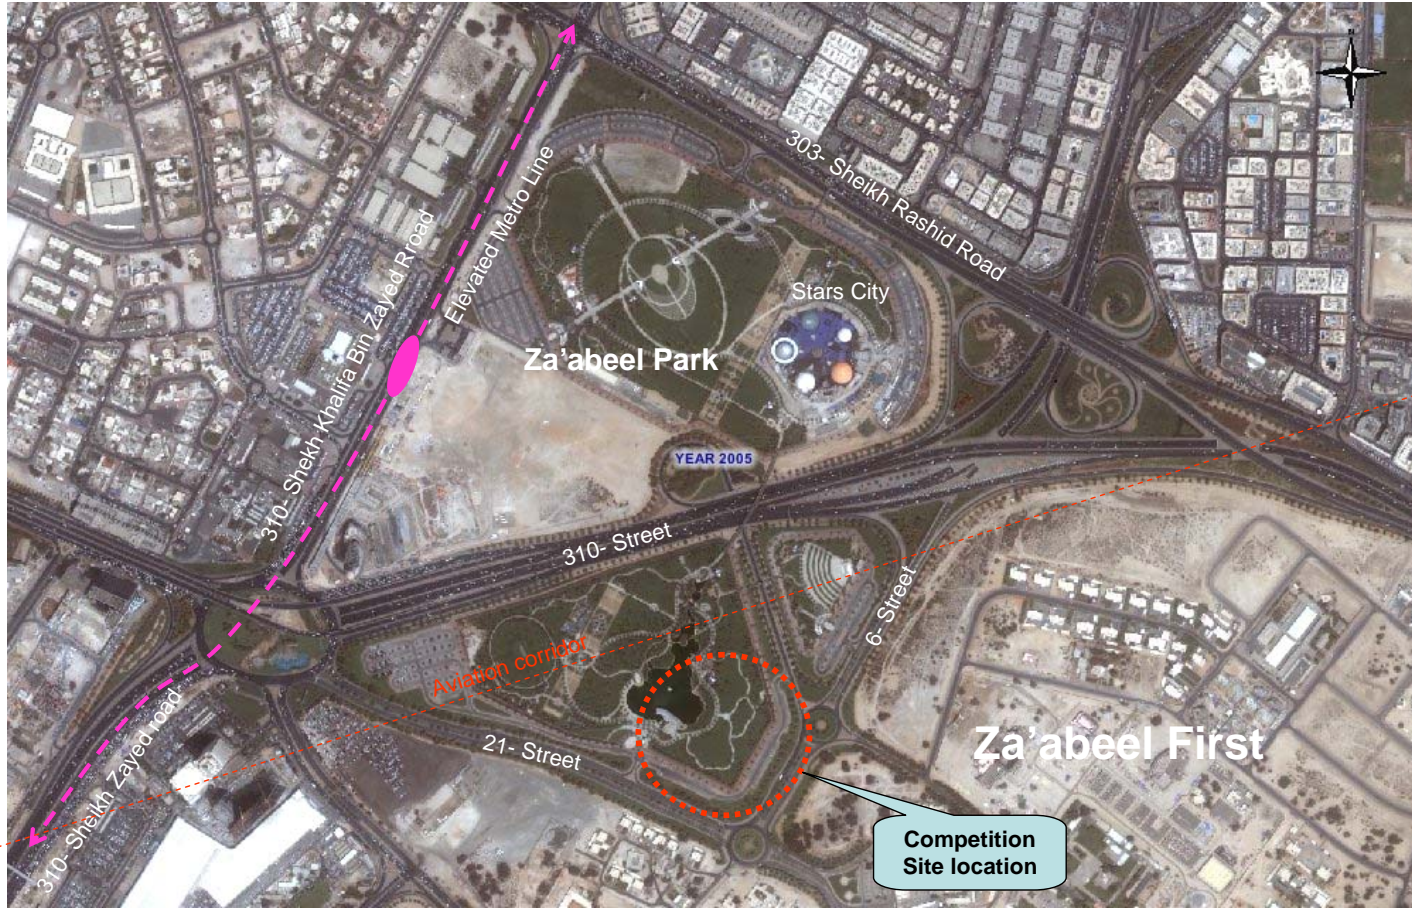 303- Sheikh Rashid Road
Elevated Metro Line
310- Shekh Khalifa Bin Zayed Rroad
Stars City
Za'abeel Park
YEAR 2005
310- Street
6- Street
Aviation corridor
21- Street
310- Sheikh Zayed road
Za'abeel First
Competition
Site location